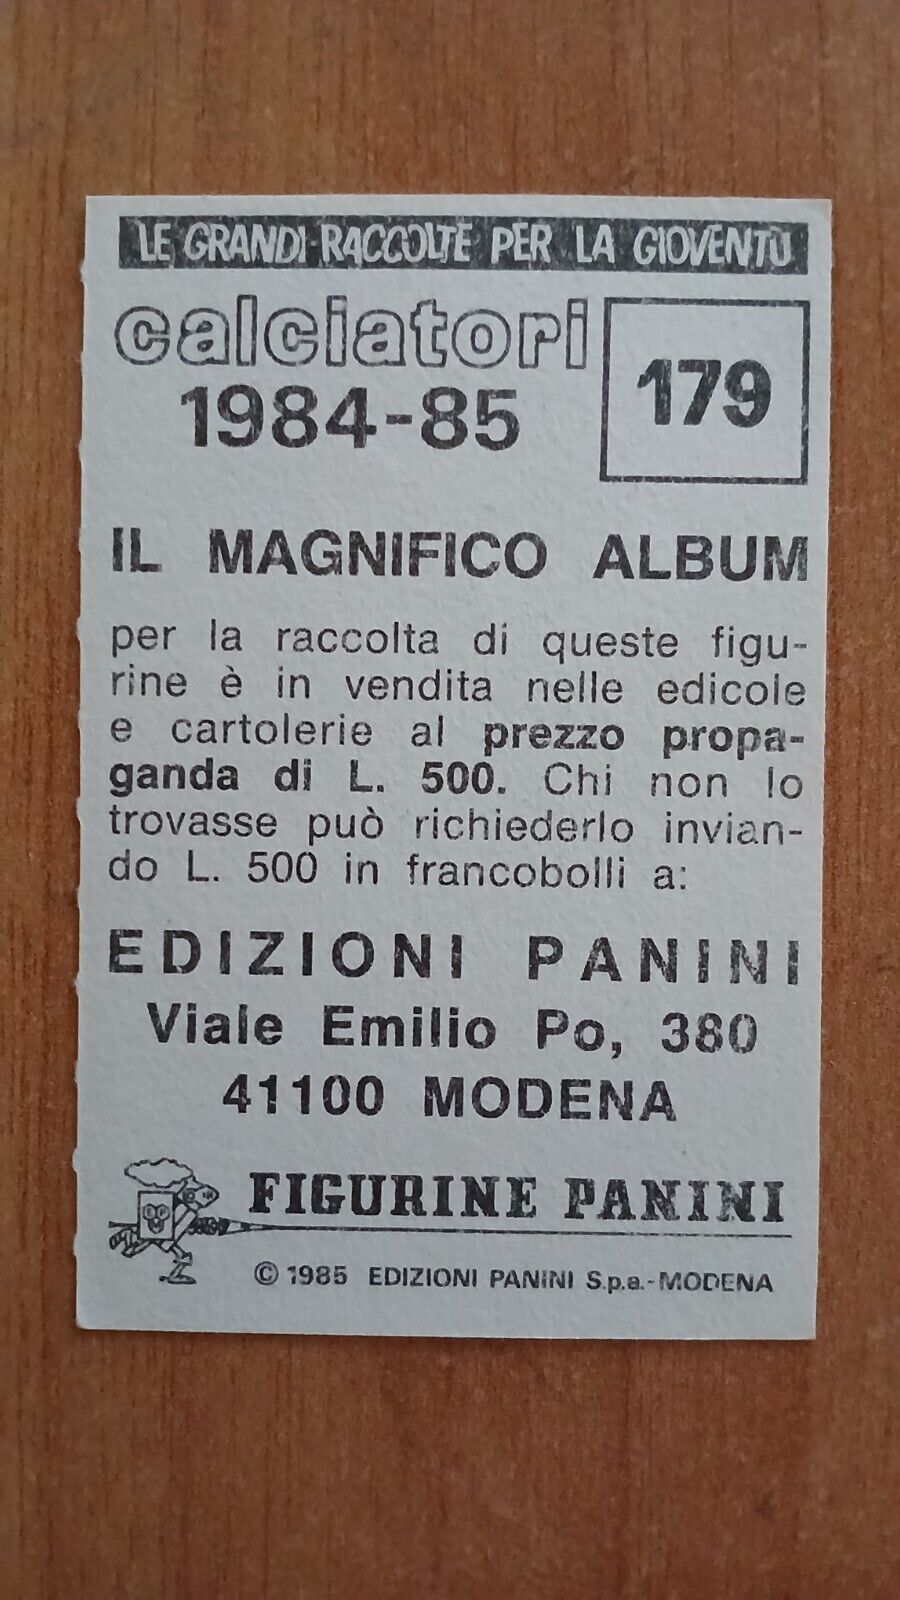 LE GRANDI RACCOLTE PER LA GIOVENTÙ
calciatori
1984-85
179
IL MAGNIFICO ALBUM
per la raccolta di queste figu-
rine è in vendita nelle edicole
e cartolerie al prezzo propa-
ganda di L. 500. Chi non lo
trovasse può richiederlo invian-
do L. 500 in francobolli a:
EDIZIONI PANINI
Viale Emilio Po, 380
41100 MODENA
FIGURINE PANINI
© 1985 EDIZIONI PANINI S.p.a.-MODENA